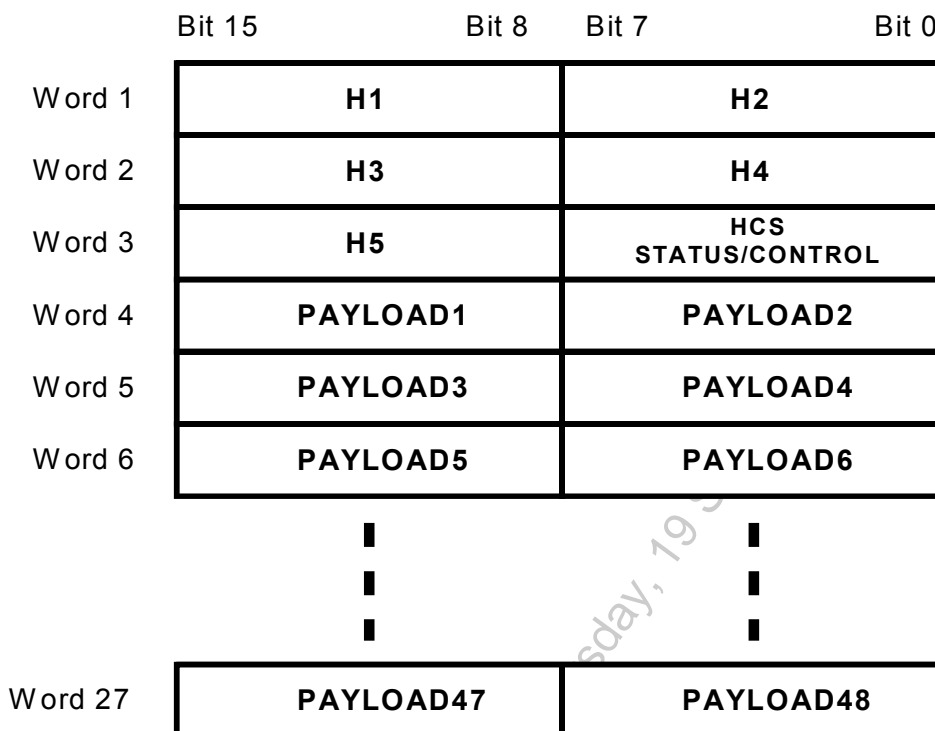 Bit 15 Bit 8 Bit 7 Bit 0
Word 1 H1 H2
Word 2 H3 H4
Word 3 H5 HCS STATUS/CONTROL
Word 4 PAYLOAD1 PAYLOAD2
Word 5 PAYLOAD3 PAYLOAD4
Word 6 PAYLOAD5 PAYLOAD6
sday, 19 S
Word 27 PAYLOAD47 PAYLOAD48